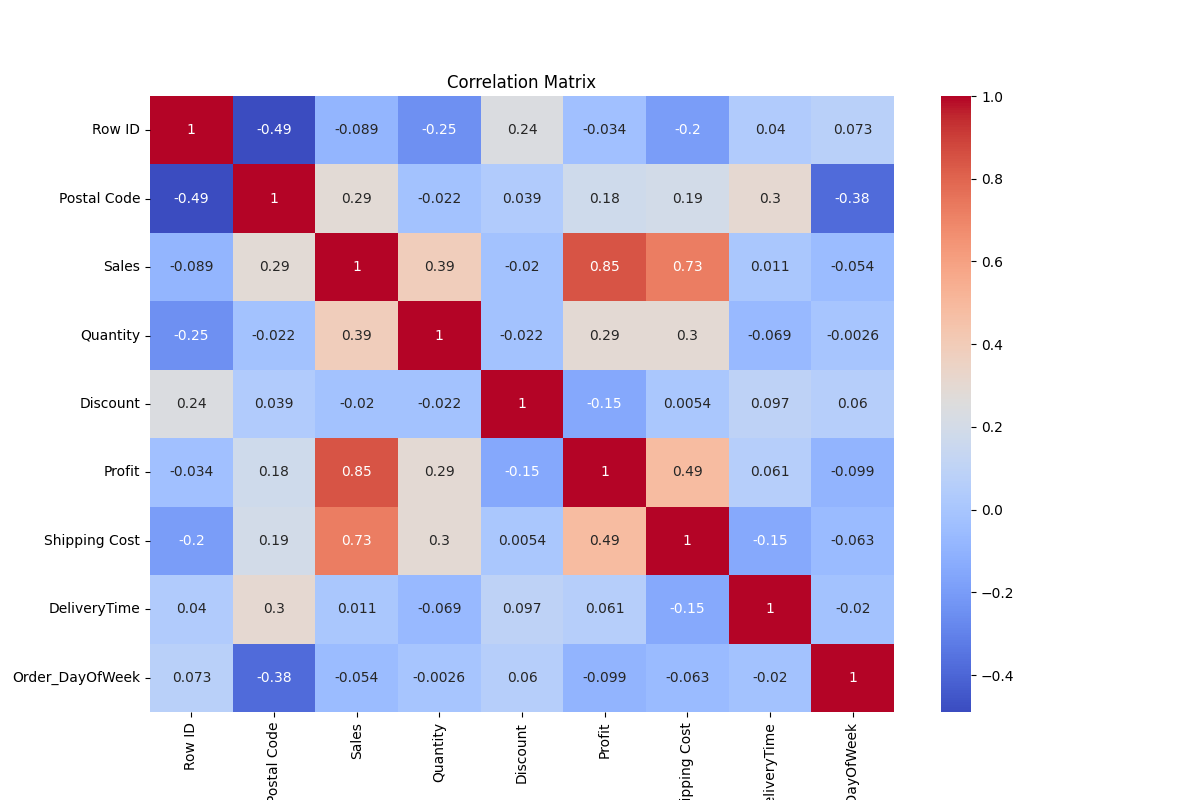 Correlation Matrix
Row ID 1 -0.49 -0.089 -0.25 0.24 -0.034 -0.2 0.04 0.073
Postal Code -0.49 1 0.29 -0.022 0.039 0.18 0.19 0.3 -0.38
Sales -0.089 0.29 1 0.39 -0.02 0.85 0.73 0.011 -0.054
Quantity -0.25 -0.022 0.39 1 -0.022 0.29 0.3 -0.069 -0.0026
Discount 0.24 0.039 -0.02 -0.022 1 -0.15 0.0054 0.097 0.06
Profit -0.034 0.18 0.85 0.29 -0.15 1 0.49 0.061 -0.099
Shipping Cost -0.2 0.19 0.73 0.3 0.0054 0.49 1 -0.15 -0.063
DeliveryTime 0.04 0.3 0.011 -0.069 0.097 0.061 -0.15 1 -0.02
Order_DayOfWeek 0.073 -0.38 -0.054 -0.0026 0.06 -0.099 -0.063 -0.02 1
Row ID
Postal Code
Sales
Quantity
Discount
Profit
ipping Cost
eliveryTime
DayOfWeek
1.0
0.8
0.6
0.4
0.2
0.0
−0.2
−0.4